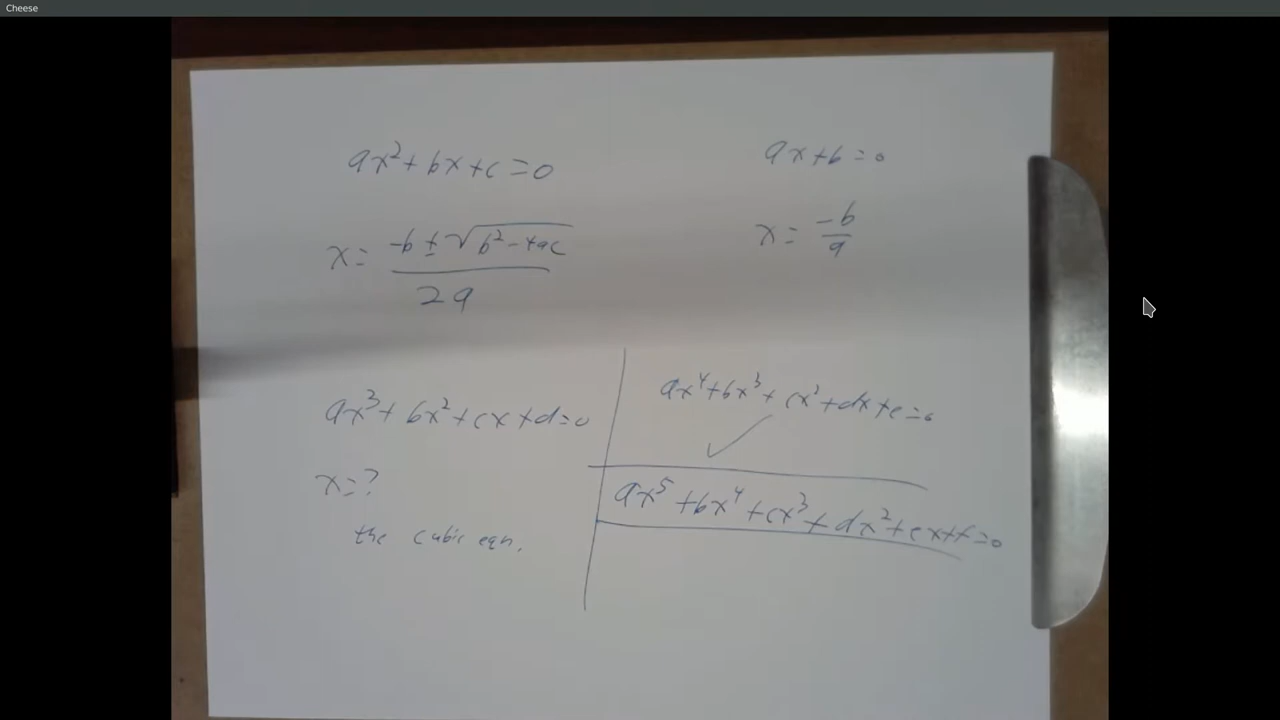 Cheese
ax²+bx+c=0
ax+b=0
x= (-b±√(b²-4ac))/2a
x= -b/a
ax³+bx²+cx+d=0
ax⁴+bx³+cx²+dx+e=0
x=?
ax⁵+bx⁴+cx³+dx²+ex+f=0
the cubic eqn.